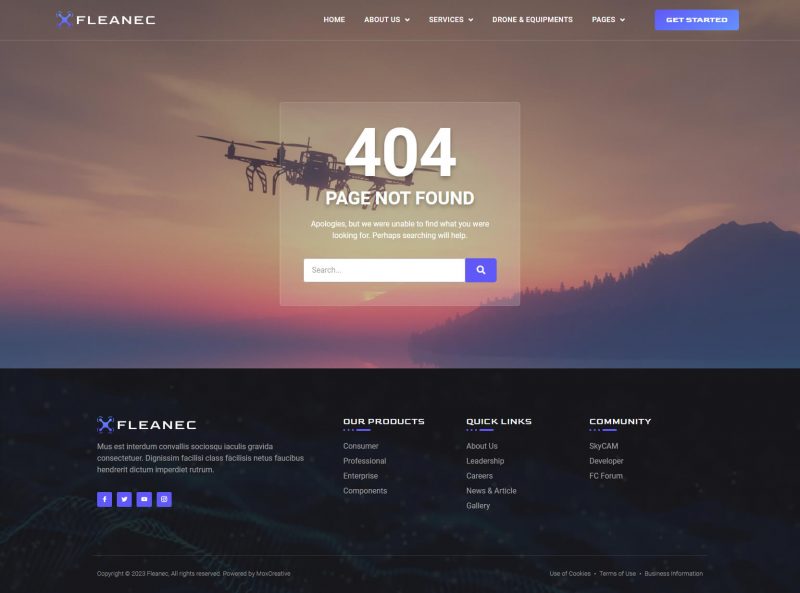 FLEANEC
HOME ABOUT US SERVICES DRONE & EQUIPMENTS PAGES GET STARTED
404
PAGE NOT FOUND
Apologies, but we were unable to find what you were
looking for. Perhaps searching will help.
Search...
FLEANEC
Mus est interdum convallis sociosqu iaculis gravida
consectetuer. Dignissim facilisi class facilisis netus faucibus
hendrerit dictum imperdiet rutrum.
OUR PRODUCTS
Consumer
Professional
Enterprise
Components
QUICK LINKS
About Us
Leadership
Careers
News & Article
Gallery
COMMUNITY
SkyCAM
Developer
FC Forum
Copyright © 2023 Fleanec, All rights reserved. Powered by MoxCreative
Use of Cookies • Terms of Use • Business Information